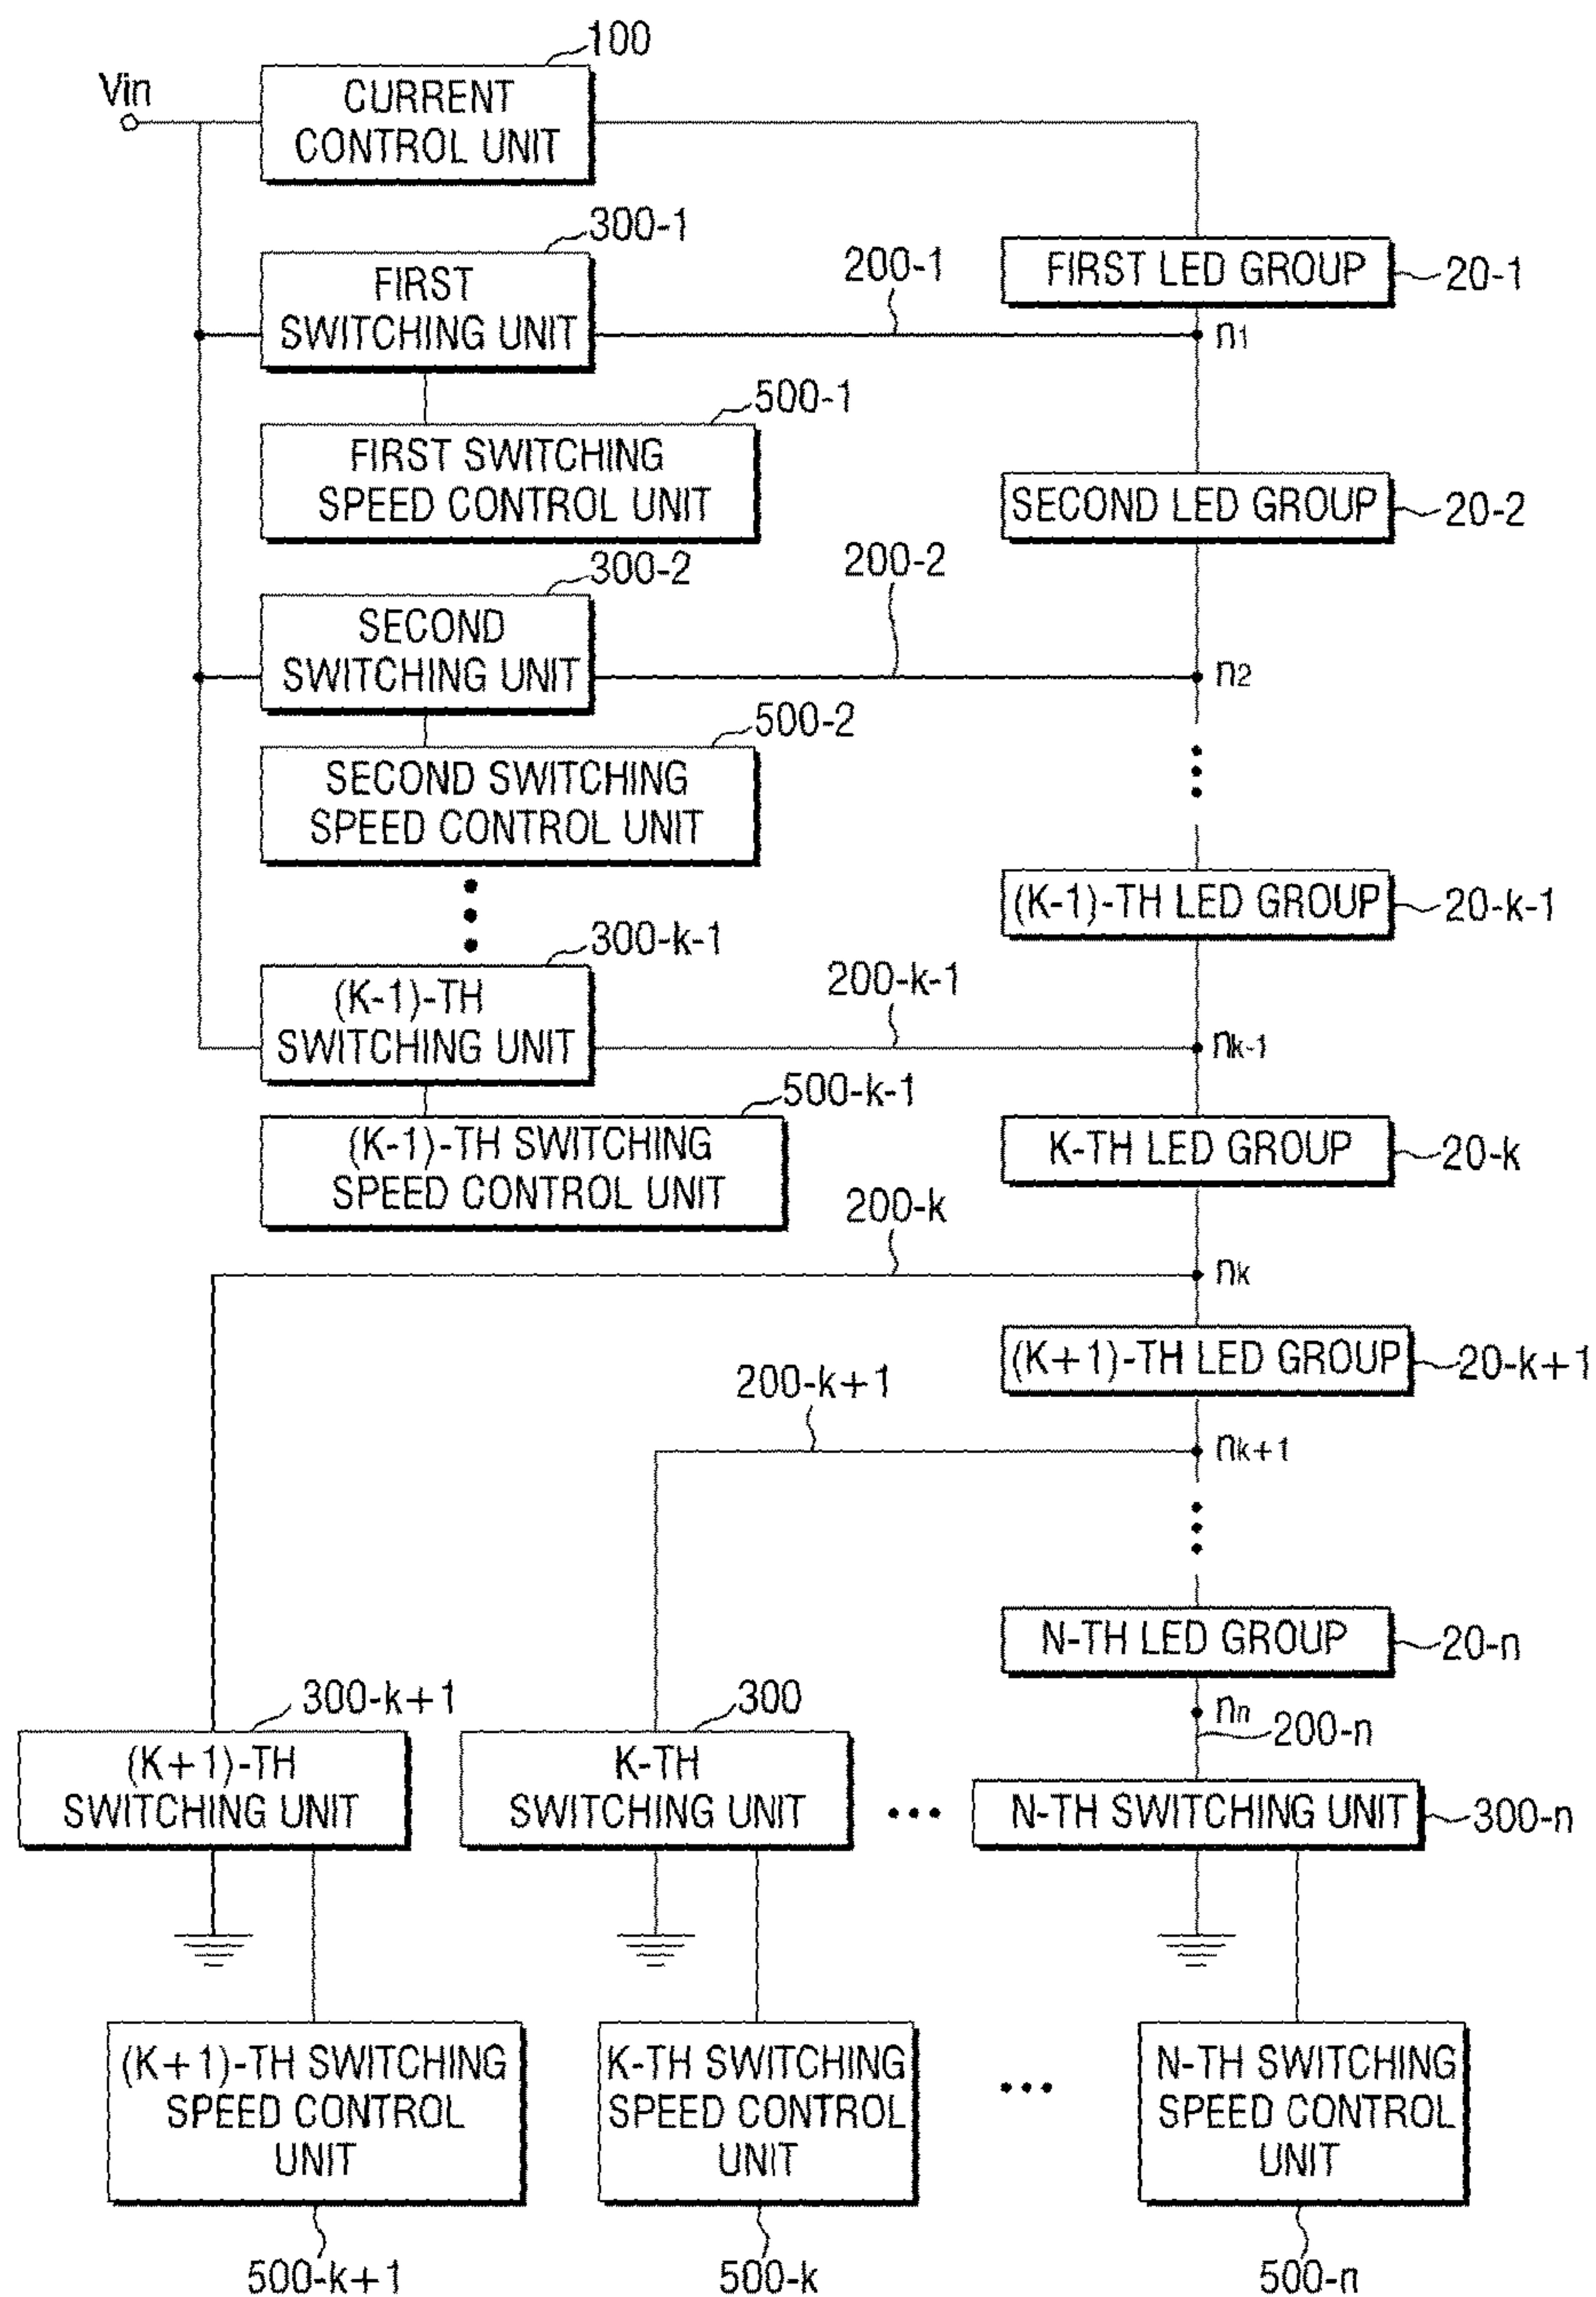 100
Vin
CURRENT
CONTROL UNIT
300-1
FIRST
SWITCHING UNIT
200-1
FIRST LED GROUP
20-1
n1
500-1
FIRST SWITCHING
SPEED CONTROL UNIT
SECOND LED GROUP
20-2
300-2
200-2
SECOND
SWITCHING UNIT
n2
500-2
SECOND SWITCHING
SPEED CONTROL UNIT
(K-1)-TH LED GROUP
20-k-1
300-k-1
200-k-1
(K-1)-TH
SWITCHING UNIT
nk-1
500-k-1
(K-1)-TH SWITCHING
SPEED CONTROL UNIT
K-TH LED GROUP
20-k
200-k
nk
(K+1)-TH LED GROUP
20-k+1
200-k+1
nk+1
N-TH LED GROUP
20-n
300-k+1
300
nn
200-n
(K+1)-TH
SWITCHING UNIT
K-TH
SWITCHING UNIT
N-TH SWITCHING UNIT
300-n
(K+1)-TH SWITCHING
SPEED CONTROL
UNIT
K-TH SWITCHING
SPEED CONTROL
UNIT
N-TH SWITCHING
SPEED CONTROL
UNIT
500-k+1
500-k
500-n